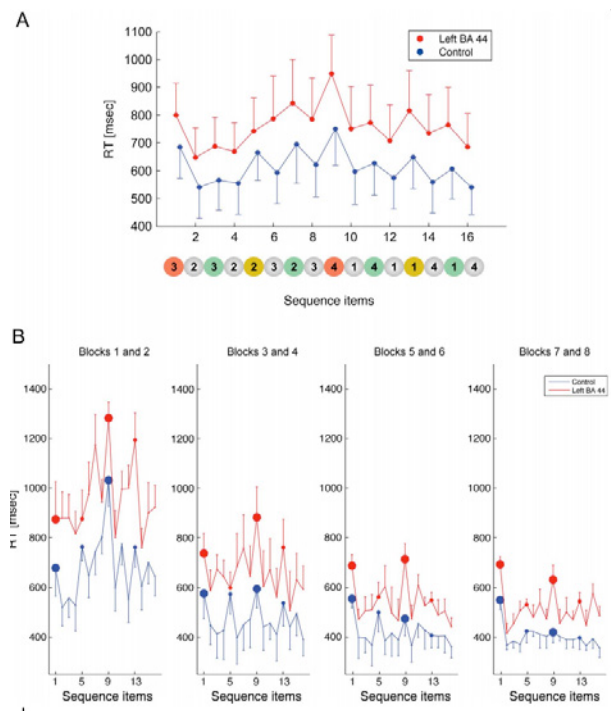 A
1100
1000
900
800
700
600
500
400
RT [msec]
Left BA 44
Control
2 4 6 8 10 12 14 16
3 2 3 2 2 3 2 3 4 1 4 1 1 4 1 4
Sequence items
B
Blocks 1 and 2
Blocks 3 and 4
Blocks 5 and 6
Blocks 7 and 8
1400 1400 1400 1400
1200 1200 1200 1200
1000 1000 1000 1000
800 800 800 800
600 600 600 600
400 400 400 400
RT [msec]
Control
Left BA 44
1 5 9 13
1 5 9 13
1 5 9 13
1 5 9 13
Sequence items
Sequence items
Sequence items
Sequence items